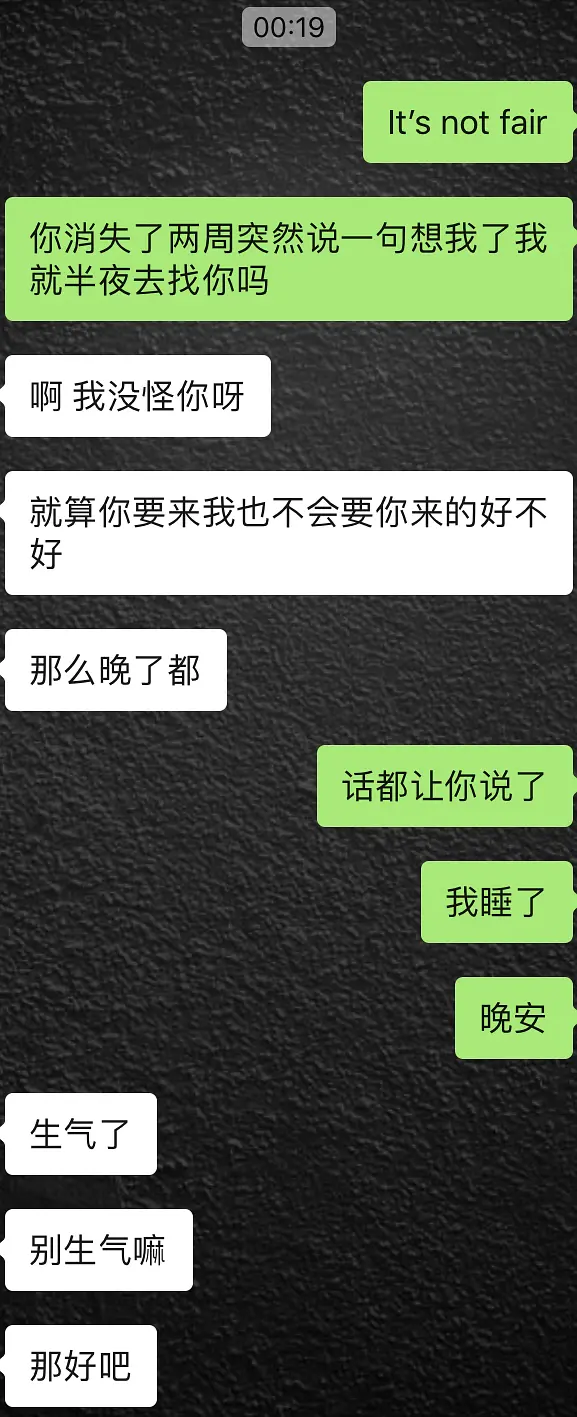 00:19
It’s not fair
你消失了两周突然说一句想我了我
就半夜去找你吗
啊 我没怪你呀
就算你要来我也不会要你来的好不
好
那么晚了都
话都让你说了
我睡了
晚安
生气了
别生气嘛
那好吧